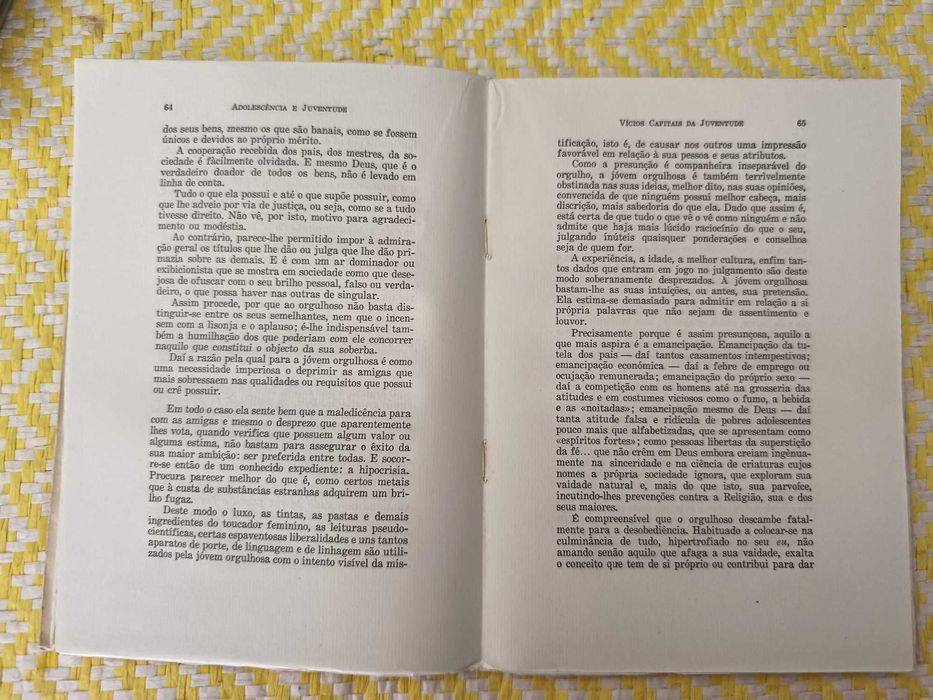 64 ADOLESCÊNCIA E JUVENTUDE
dos seus bens, mesmo os que são banais, como se fossem
únicos e devidos ao próprio mérito.
A cooperação recebida dos pais, dos mestres, da so-
ciedade é fàcilmente olvidada. E mesmo Deus, que é o
verdadeiro doador de todos os bens, não é levado em
linha de conta.
Tudo o que ela possui e até o que supõe possuir, como
que lhe adveio por via de justiça, ou seja, como se a tudo
tivesse direito. Não vê, por isto, motivo para agradeci-
mento ou modéstia.
Ao contrário, parece-lhe permitido impor à admira-
ção geral os títulos que lhe dão ou julga que lhe dão pri-
mazia sobre as demais. E é com um ar dominador ou
exibicionista que se mostra em sociedade como que dese-
josa de ofuscar com o seu brilho pessoal, falso ou verda-
deiro, o que possa haver nas outras de singular.
Assim procede, por que ao orgulhoso não basta dis-
tinguir-se entre os seus semelhantes, nem que o incen-
sem com a lisonja e o aplauso; é-lhe indispensável tam-
bém a humilhação dos que poderiam com ele concorrer
naquilo que constitui o objecto da sua soberba.
Daí a razão pela qual para a jóvem orgulhosa é como
uma necessidade imperiosa o deprimir as amigas que
mais sobressaem nas qualidades ou requisitos que possui
ou crê possuir.
Em todo o caso ela sente bem que a maledicência para
com as amigas e mesmo o desprezo que aparentemente
lhes vota, quando verifica que possuem algum valor ou
alguma estima, não bastam para assegurar o êxito da
sua maior ambição: ser preferida entre todas. E socor-
re-se então de um conhecido expediente: a hipocrisia.
Procura parecer melhor do que é, como certos metais
que à custa de substâncias estranhas adquirem um bri-
lho fugaz.
Deste modo o luxo, as tintas, as pastas e demais
ingredientes do toucador feminino, as leituras pseudo-
científicas, certas espaventosas liberalidades e uns tantos
aparatos de porte, de linguagem e de linhagem são utili-
zados pela jóvem orgulhosa com o intento visível da mis-
VÍCIOS CAPITAIS DA JUVENTUDE 65
tificação, isto é, de causar nos outros uma impressão
favorável em relação à sua pessoa e seus atributos.
Como a presunção é companheira inseparável do
orgulho, a jóvem orgulhosa é também terrivelmente
obstinada nas suas ideias, melhor dito, nas suas opiniões,
convencida de que ninguém possui melhor cabeça, mais
discrição, mais sabedoria do que ela. Dado que assim é,
está certa de que tudo o que vê o vê como ninguém e não
admite que haja mais lúcido raciocínio do que o seu,
julgando inúteis quaisquer ponderações e conselhos
seja de quem for.
A experiência, a idade, a melhor cultura, enfim tan-
tos dados que entram em jogo no julgamento são deste
modo soberanamente desprezados. À jóvem orgulhosa
bastam-lhe as suas intuições, ou antes, sua pretensão.
Ela estima-se demasiado para admitir em relação a si
própria palavras que não sejam de assentimento e
louvor.
Precisamente porque é assim presunçosa, aquilo a
que mais aspira é a emancipação. Emancipação da tu-
tela dos pais — daí tantos casamentos intempestivos;
emancipação económica — daí a febre de emprego ou
ocujação remunerada; emancipação do próprio sexo —
daí a competição com os homens até na grosseria das
atitudes e em costumes viciosos como o fumo, a bebida
e as «noitadas»; emancipação mesmo de Deus — daí
tanta atitude falsa e ridícula de pobres adolescentes
pouco mais que alfabetizadas, que se apresentam como
«espíritos fortes»; como pessoas libertas da superstição
da fé... que não crêm em Deus embora creiam ingènua-
mente na sinceridade e na ciência de criaturas cujos
nomes a própria sociedade ignora, que exploram sua
vaidade natural e, mais do que isto, sua parvoíce,
incutindo-lhes prevenções contra a Religião, sua e dos
seus maiores.
É compreensível que o orgulhoso descambe fatal-
mente para a desobediência. Habituado a colocar-se na
culminância de tudo, hipertrofiado no seu eu, não
amando senão aquilo que afaga a sua vaidade, exalta
o conceito que tem de si próprio ou contribui para dar